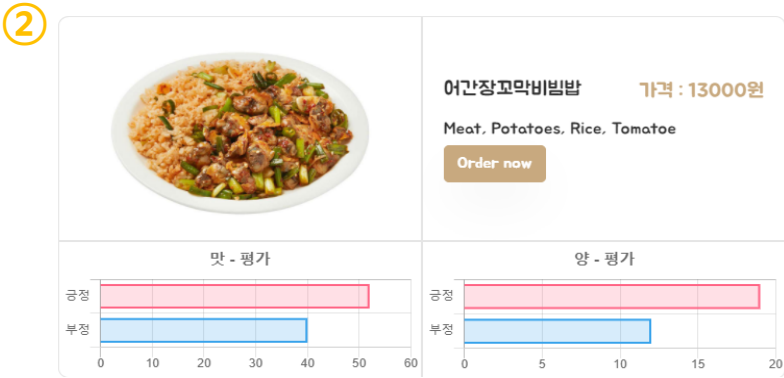 ②
어간장꼬막비빔밥 가격 : 13000원
Meat, Potatoes, Rice, Tomatoe
Order now
맛 - 평가
긍정
부정
0 10 20 30 40 50 60
양 - 평가
긍정
부정
0 5 10 15 20